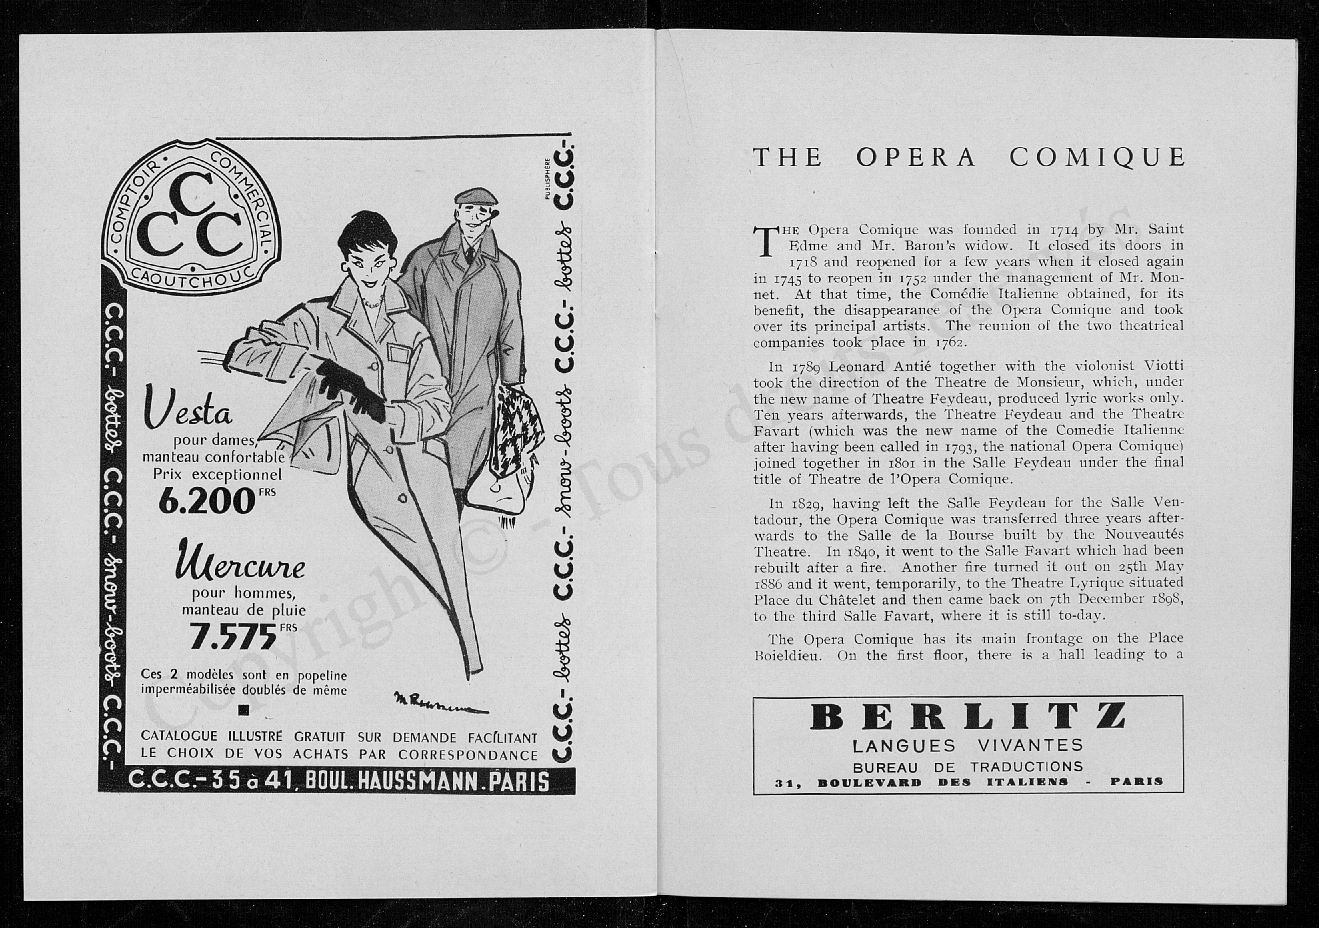 COMPTOIR · COMMERCIAL · CAOUTCHOUC
C
C C
PUBLISPHÈRE
C.C.C.- bottes C.C.C.- snow-boots C.C.C.-
C.C.C.- bottes C.C.C.- snow-boots C.C.C.- bottes C.C.C.-
Vesta
pour dames,
manteau confortable
Prix exceptionnel
6.200 FRS
Mercure
pour hommes,
manteau de pluie
7.575 FRS
Ces 2 modèles sont en popeline
imperméabilisée doublés de même
CATALOGUE ILLUSTRÉ GRATUIT SUR DEMANDE FACILITANT
LE CHOIX DE VOS ACHATS PAR CORRESPONDANCE
C.C.C.-35 à 41, BOUL. HAUSSMANN. PARIS
THE OPERA COMIQUE
THE Opera Comique was founded in 1714 by Mr. Saint
Edme and Mr. Baron's widow. It closed its doors in
1718 and reopened for a few years when it closed again
in 1745 to reopen in 1752 under the management of Mr. Mon-
net. At that time, the Comédie Italienne obtained, for its
benefit, the disappearance of the Opera Comique and took
over its principal artists. The reunion of the two theatrical
companies took place in 1762.
In 1789 Leonard Antié together with the violonist Viotti
took the direction of the Theatre de Monsieur, which, under
the new name of Theatre Feydeau, produced lyric works only.
Ten years afterwards, the Theatre Feydeau and the Theatre
Favart (which was the new name of the Comedie Italienne
after having been called in 1793, the national Opera Comique)
joined together in 1801 in the Salle Feydeau under the final
title of Theatre de l'Opera Comique.
In 1829, having left the Salle Feydeau for the Salle Ven-
tadour, the Opera Comique was transferred three years after-
wards to the Salle de la Bourse built by the Nouveautés
Theatre. In 1840, it went to the Salle Favart which had been
rebuilt after a fire. Another fire turned it out on 25th May
1886 and it went, temporarily, to the Theatre Lyrique situated
Place du Châtelet and then came back on 7th December 1898,
to the third Salle Favart, where it is still to-day.
The Opera Comique has its main frontage on the Place
Boieldieu. On the first floor, there is a hall leading to a
BERLITZ
LANGUES VIVANTES
BUREAU DE TRADUCTIONS
31, BOULEVARD DES ITALIENS - PARIS
Copyright © - Tous droits réservés